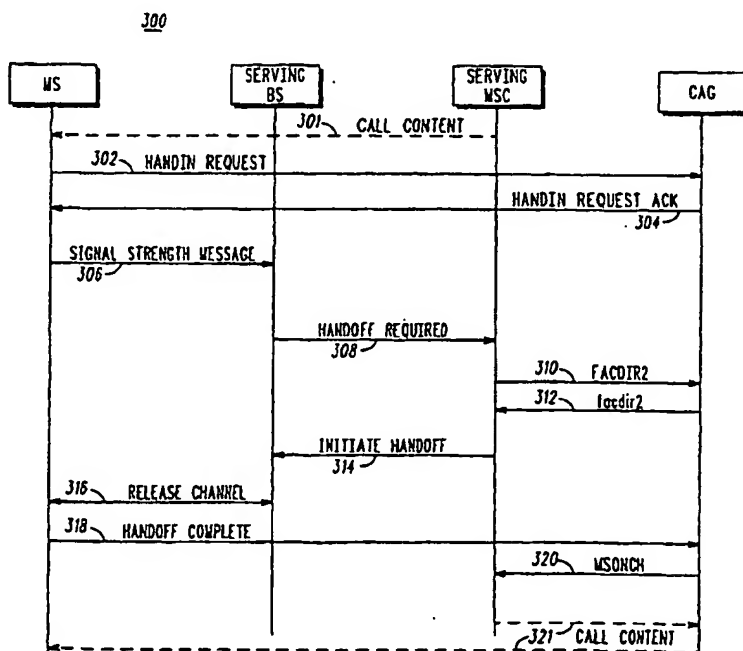 300
MS
SERVING
BS
SERVING
MSC
CAG
301 CALL CONTENT
302 HANDIN REQUEST
HANDIN REQUEST ACK
304
SIGNAL STRENGTH MESSAGE
306
HANDOFF REQUIRED
308
310 FACDIR2
312 facdir2
INITIATE HANDOFF
314
316 RELEASE CHANNEL
318 HANDOFF COMPLETE
320 MSONCH
321 CALL CONTENT